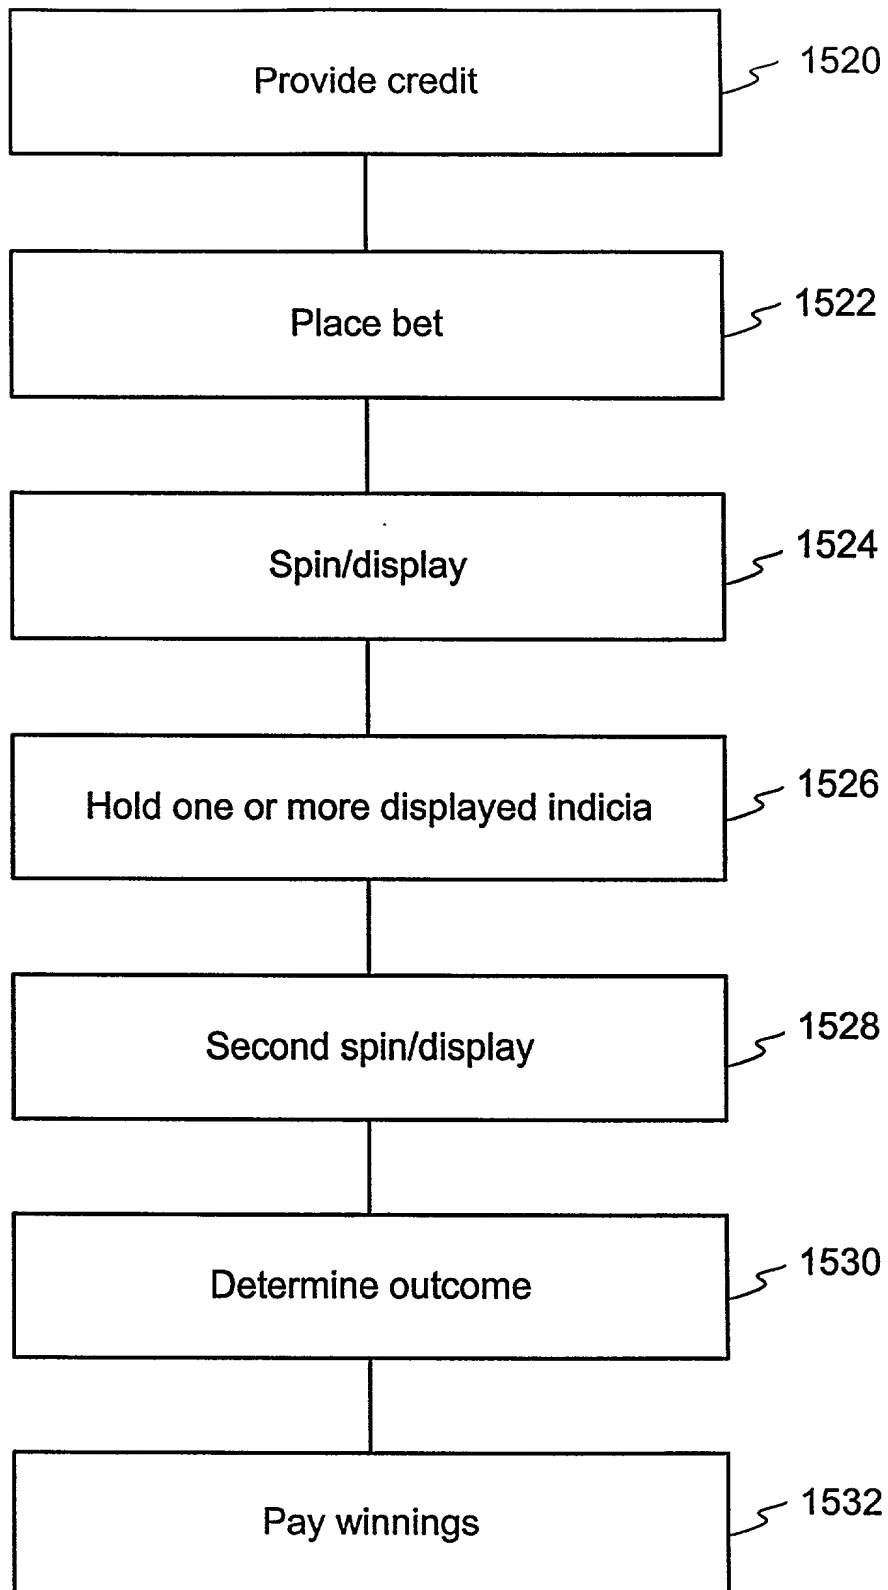 Provide credit
1520
Place bet
1522
Spin/display
1524
Hold one or more displayed indicia
1526
Second spin/display
1528
Determine outcome
1530
Pay winnings
1532